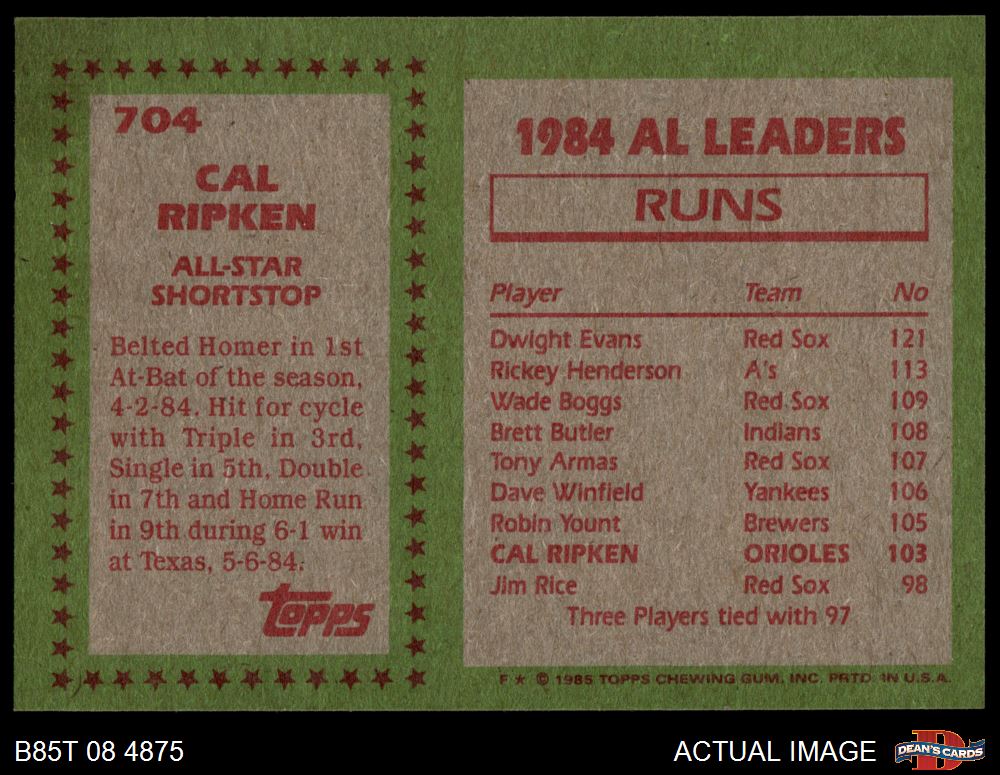 704
CAL
RIPKEN
ALL-STAR
SHORTSTOP
Belted Homer in 1st
At-Bat of the season,
4-2-84. Hit for cycle
with Triple in 3rd,
Single in 5th, Double
in 7th and Home Run
in 9th during 6-1 win
at Texas, 5-6-84.
topps
1984 AL LEADERS
RUNS
Player Team No
Dwight Evans Red Sox 121
Rickey Henderson A's 113
Wade Boggs Red Sox 109
Brett Butler Indians 108
Tony Armas Red Sox 107
Dave Winfield Yankees 106
Robin Yount Brewers 105
CAL RIPKEN ORIOLES 103
Jim Rice Red Sox 98
Three Players tied with 97
F ★ © 1985 TOPPS CHEWING GUM, INC. PRTD. IN U.S.A.
B85T 08 4875
ACTUAL IMAGE
D
DEAN'S CARDS